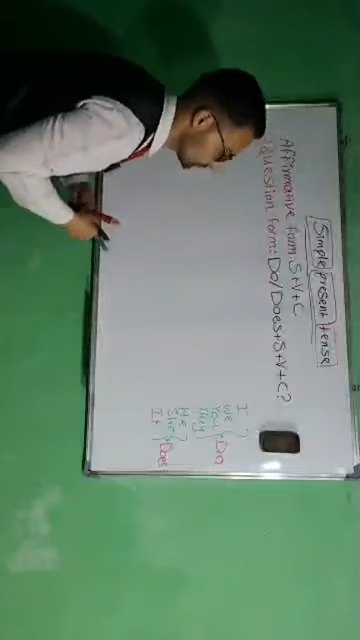 Simple present tense
Affirmative form: S+V+C
Question form: Do/Does+S+V+C?
I
We
You
They
Do
He
She
It
Does